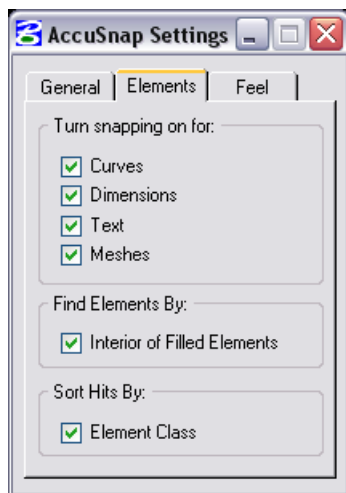 AccuSnap Settings
General Elements Feel
Turn snapping on for:
Curves
Dimensions
Text
Meshes
Find Elements By:
Interior of Filled Elements
Sort Hits By:
Element Class